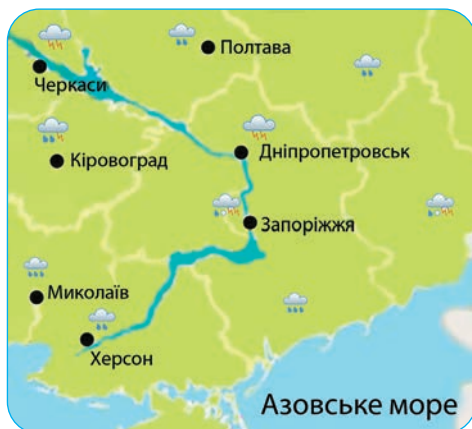 Полтава
Черкаси
Дніпропетровськ
Кіровоград
Запоріжжя
Миколаїв
Херсон
Азовське море